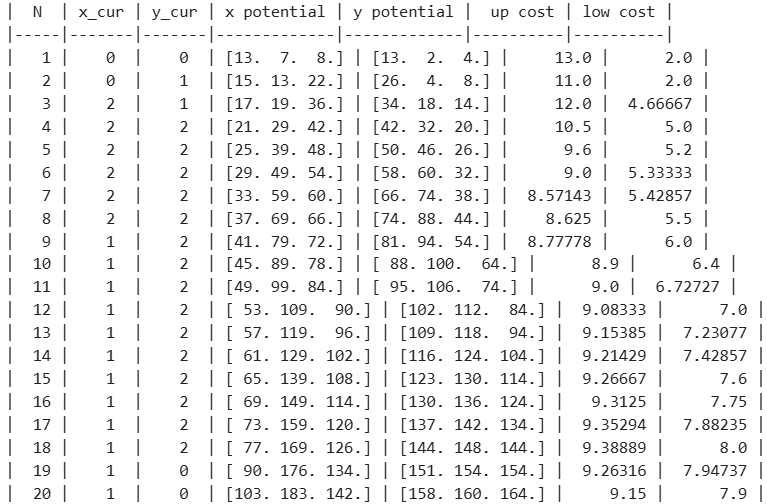 |  N  | x_cur | y_cur | x potential | y potential |  up cost | low cost |
|-----|-------|-------|-------------|-------------|----------|----------|
|   1 |    0  |    0  | [13.  7.  8.] | [13.  2.  4.] |     13.0 |      2.0 |
|   2 |    0  |    1  | [15. 13. 22.] | [26.  4.  8.] |     11.0 |      2.0 |
|   3 |    2  |    1  | [17. 19. 36.] | [34. 18. 14.] |     12.0 |  4.66667 |
|   4 |    2  |    2  | [21. 29. 42.] | [42. 32. 20.] |     10.5 |      5.0 |
|   5 |    2  |    2  | [25. 39. 48.] | [50. 46. 26.] |      9.6 |      5.2 |
|   6 |    2  |    2  | [29. 49. 54.] | [58. 60. 32.] |      9.0 |  5.33333 |
|   7 |    2  |    2  | [33. 59. 60.] | [66. 74. 38.] |  8.57143 |  5.42857 |
|   8 |    2  |    2  | [37. 69. 66.] | [74. 88. 44.] |    8.625 |      5.5 |
|   9 |    1  |    2  | [41. 79. 72.] | [81. 94. 54.] |  8.77778 |      6.0 |
|  10 |    1  |    2  | [45. 89. 78.] | [ 88. 100.  64.] |      8.9 |      6.4 |
|  11 |    1  |    2  | [49. 99. 84.] | [ 95. 106.  74.] |      9.0 |  6.72727 |
|  12 |    1  |    2  | [ 53. 109.  90.] | [102. 112.  84.] |  9.08333 |      7.0 |
|  13 |    1  |    2  | [ 57. 119.  96.] | [109. 118.  94.] |  9.15385 |  7.23077 |
|  14 |    1  |    2  | [ 61. 129. 102.] | [116. 124. 104.] |  9.21429 |  7.42857 |
|  15 |    1  |    2  | [ 65. 139. 108.] | [123. 130. 114.] |  9.26667 |      7.6 |
|  16 |    1  |    2  | [ 69. 149. 114.] | [130. 136. 124.] |   9.3125 |     7.75 |
|  17 |    1  |    2  | [ 73. 159. 120.] | [137. 142. 134.] |  9.35294 |  7.88235 |
|  18 |    1  |    2  | [ 77. 169. 126.] | [144. 148. 144.] |  9.38889 |      8.0 |
|  19 |    1  |    0  | [ 90. 176. 134.] | [151. 154. 154.] |  9.26316 |  7.94737 |
|  20 |    1  |    0  | [103. 183. 142.] | [158. 160. 164.] |     9.15 |      7.9 |